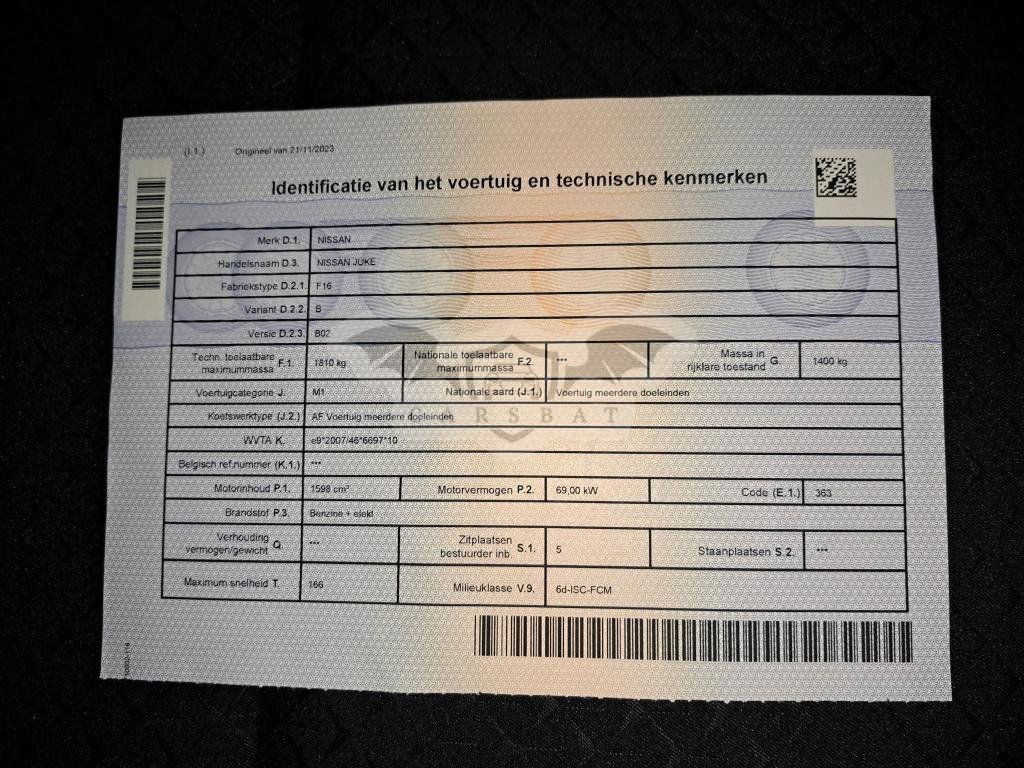 (I.1.) Origineel van 21/11/2023
Identificatie van het voertuig en technische kenmerken
Merk D.1. NISSAN
Handelsnaam D.3. NISSAN JUKE
Fabriekstype D.2.1. F16
Variant D.2.2. B
Versie D.2.3. B02
Techn. toelaatbare maximummassa F.1. 1810 kg Nationale toelaatbare maximummassa F.2. *** Massa in rijklare toestand G. 1400 kg
Voertuigcategorie J. M1 Nationale aard (J.1.) Voertuig meerdere doeleinden
Koetswerktype (J.2.) AF Voertuig meerdere doeleinden
CARSBAT
WVTA K. e9*2007/46*6697*10
Belgisch ref.nummer (K.1.) ***
Motorinhoud P.1. 1598 cm³ Motorvermogen P.2. 69,00 kW Code (E.1.) 363
Brandstof P.3. Benzine + elekt
Verhouding vermogen/gewicht Q. *** Zitplaatsen bestuurder inb. S.1. 5 Staanplaatsen S.2. ***
Maximum snelheid T. 166 Milieuklasse V.9. 6d-ISC-FCM